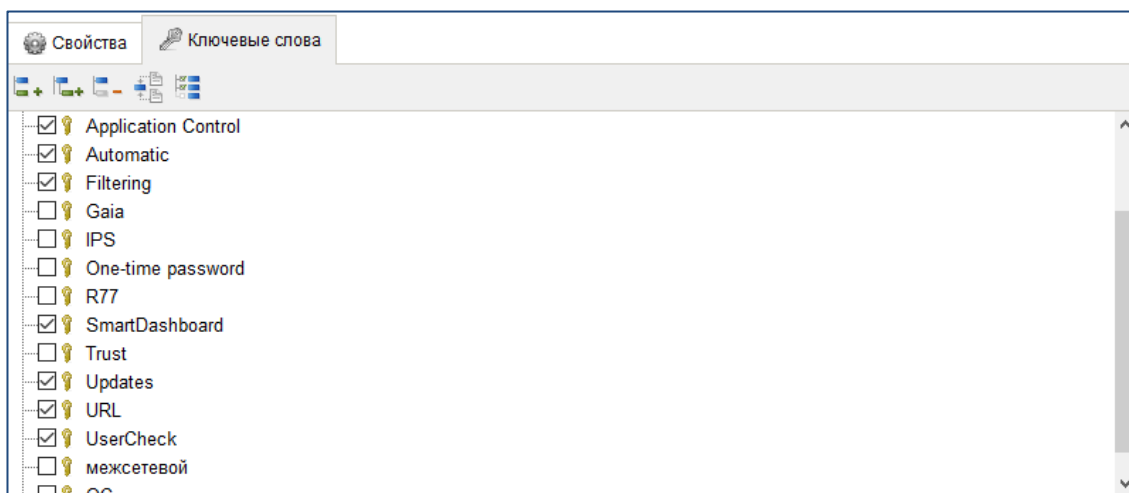 Свойства
Ключевые слова
Application Control
Automatic
Filtering
Gaia
IPS
One-time password
R77
SmartDashboard
Trust
Updates
URL
UserCheck
межсетевой